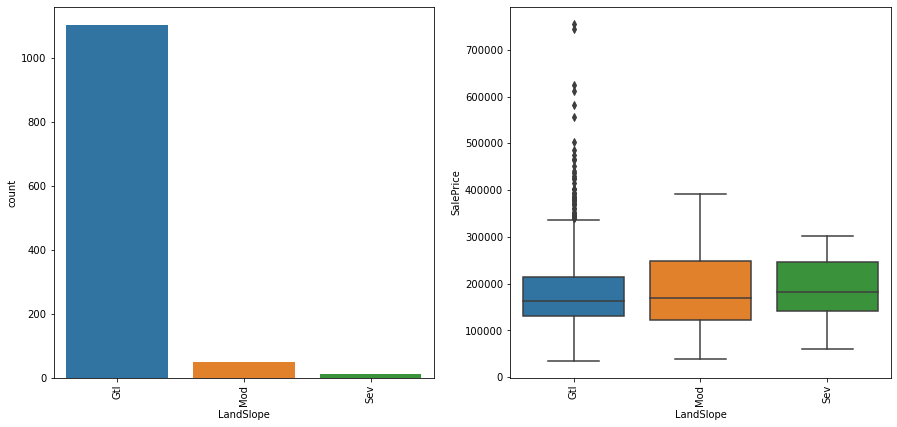 1000
800
600
400
200
0
count
Gtl
Mod
Sev
LandSlope
700000
600000
500000
400000
300000
200000
100000
0
SalePrice
Gtl
Mod
Sev
LandSlope